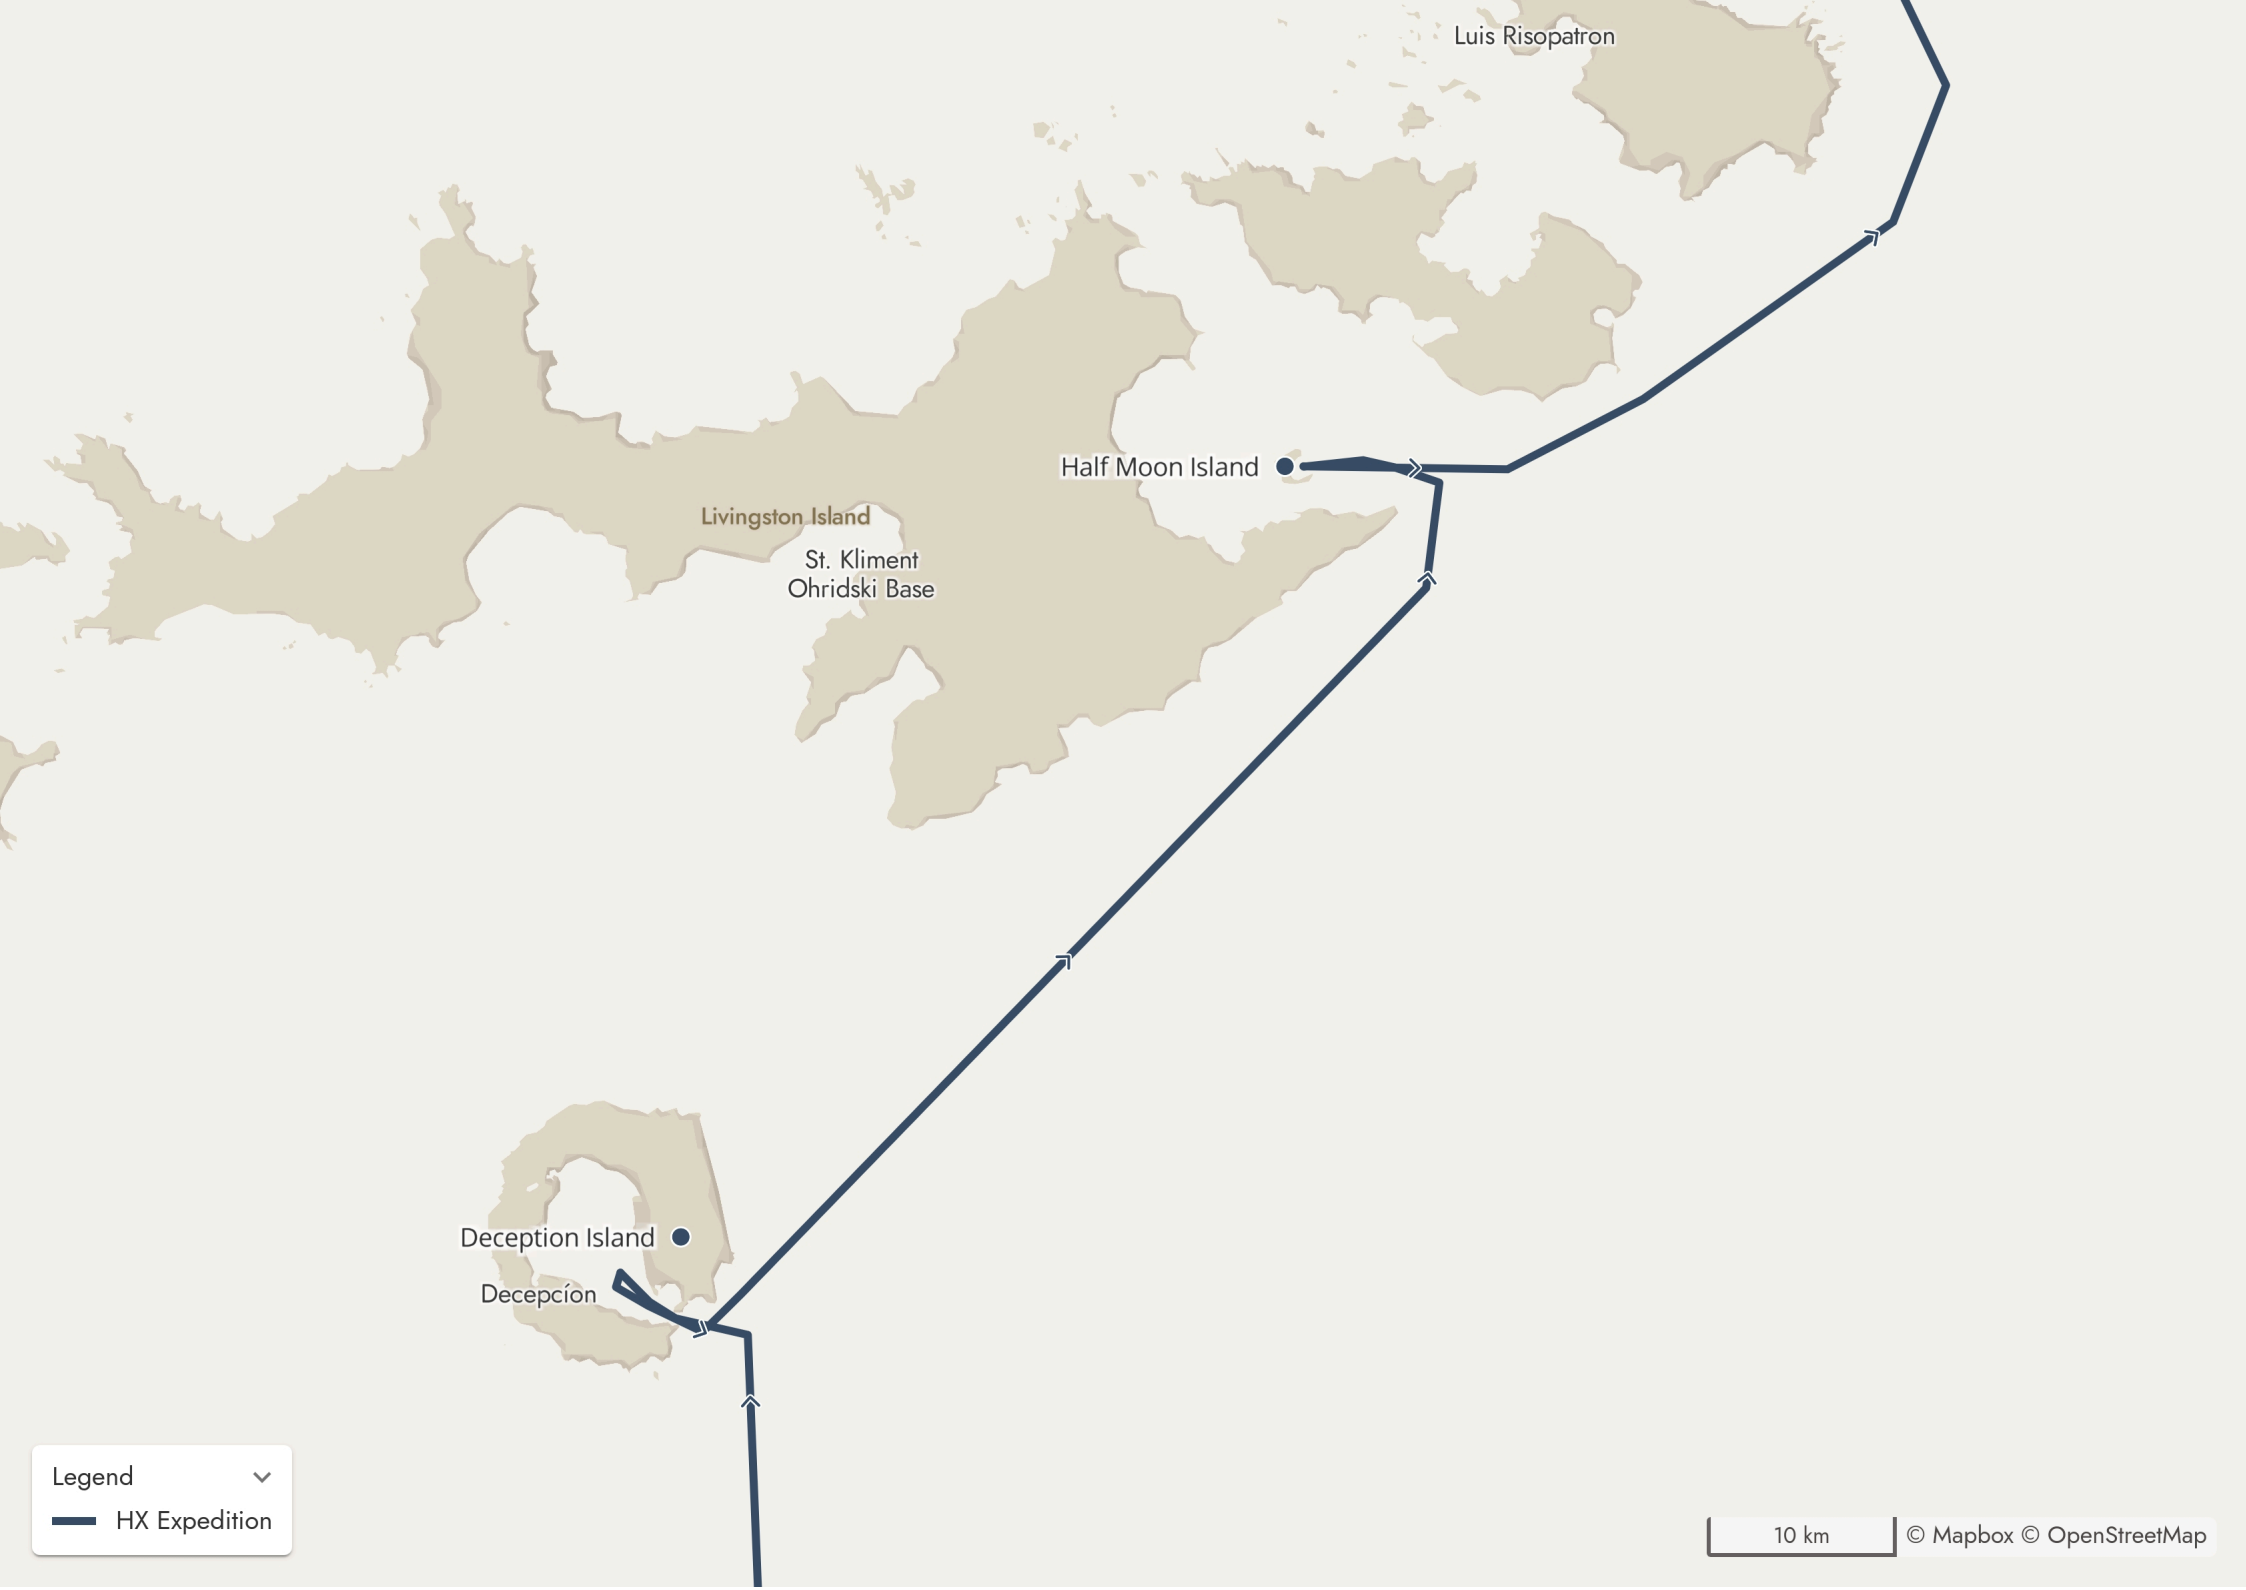 Luis Risopatron
Half Moon Island
Livingston Island
St. Kliment
Ohridski Base
Deception Island
Decepcíon
Legend
HX Expedition
10 km
© Mapbox © OpenStreetMap